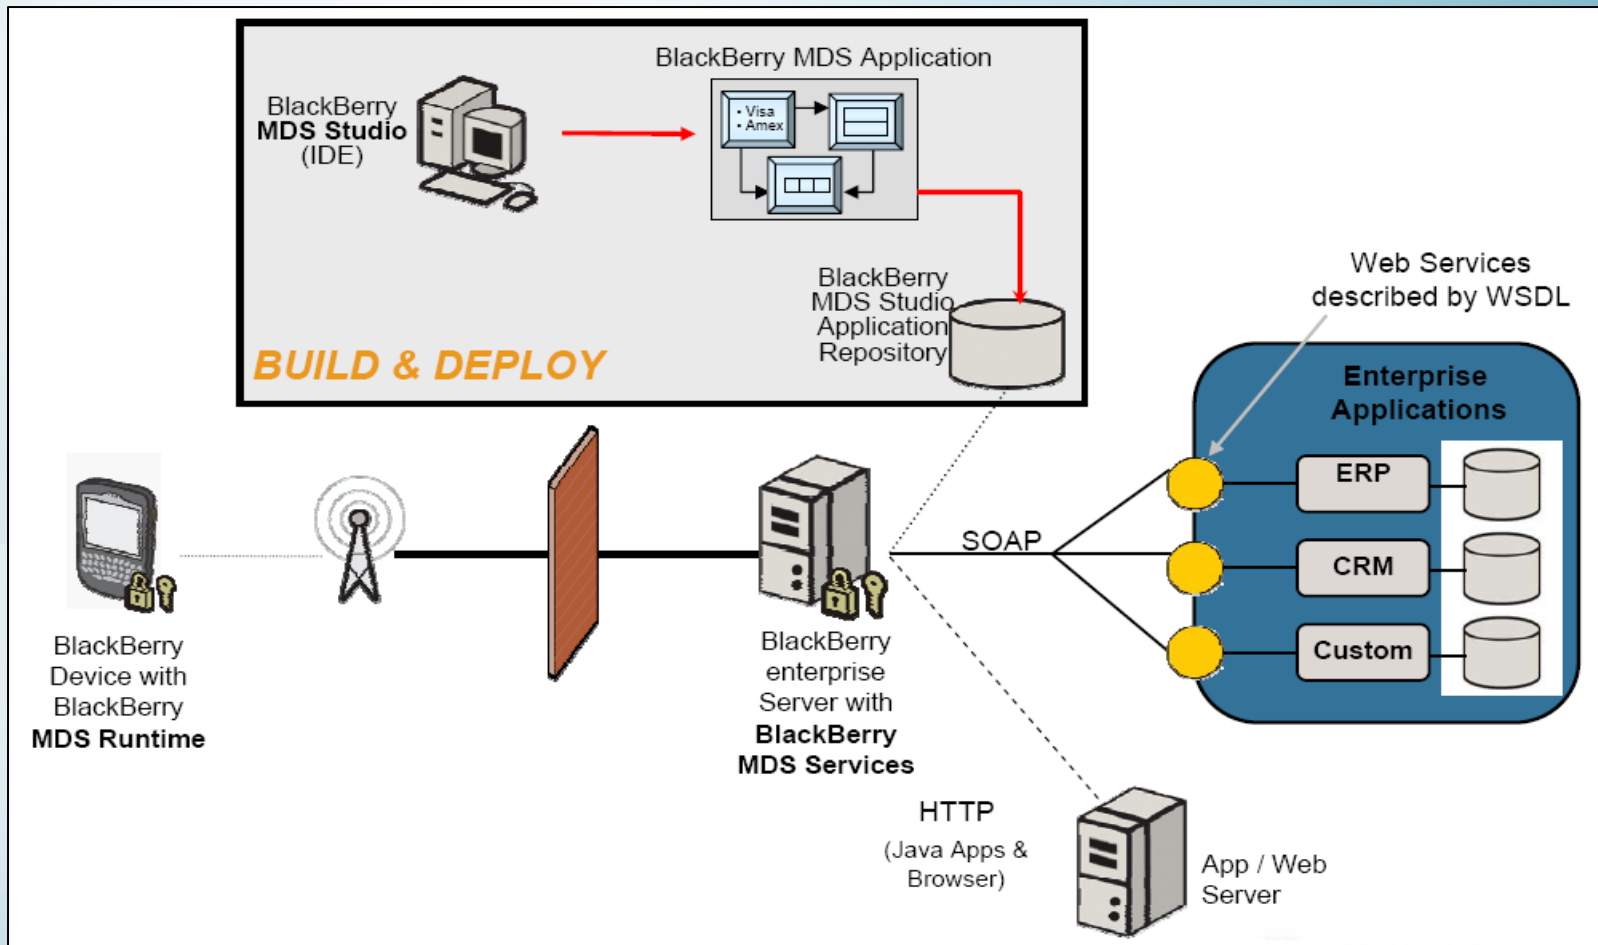 BlackBerry MDS Application
BlackBerry
MDS Studio
(IDE)
• Visa
• Amex
BlackBerry
MDS Studio
Application
Repository
BUILD & DEPLOY
Web Services
described by WSDL
Enterprise
Applications
ERP
CRM
Custom
SOAP
BlackBerry
Device with
BlackBerry
MDS Runtime
BlackBerry
enterprise
Server with
BlackBerry
MDS Services
HTTP
(Java Apps &
Browser)
App / Web
Server